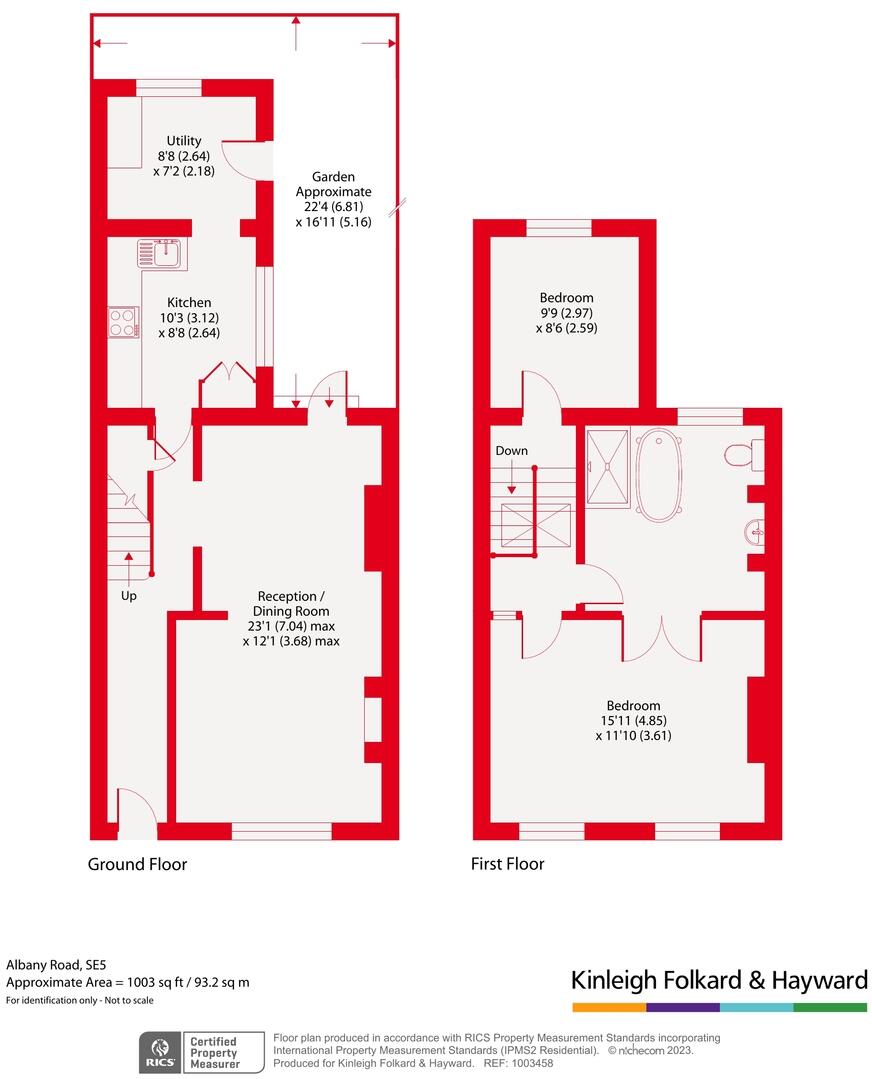 Utility
8'8 (2.64)
x 7'2 (2.18)
Garden
Approximate
22'4 (6.81)
x 16'11 (5.16)
Kitchen
10'3 (3.12)
x 8'8 (2.64)
Up
Reception /
Dining Room
23'1 (7.04) max
x 12'1 (3.68) max
Ground Floor
Bedroom
9'9 (2.97)
x 8'6 (2.59)
Down
Bedroom
15'11 (4.85)
x 11'10 (3.61)
First Floor
Albany Road, SE5
Approximate Area = 1003 sq ft / 93.2 sq m
For identification only - Not to scale
Kinleigh Folkard & Hayward
RICS
Certified
Property
Measurer
Floor plan produced in accordance with RICS Property Measurement Standards incorporating
International Property Measurement Standards (IPMS2 Residential). © nichecom 2023.
Produced for Kinleigh Folkard & Hayward. REF: 1003458